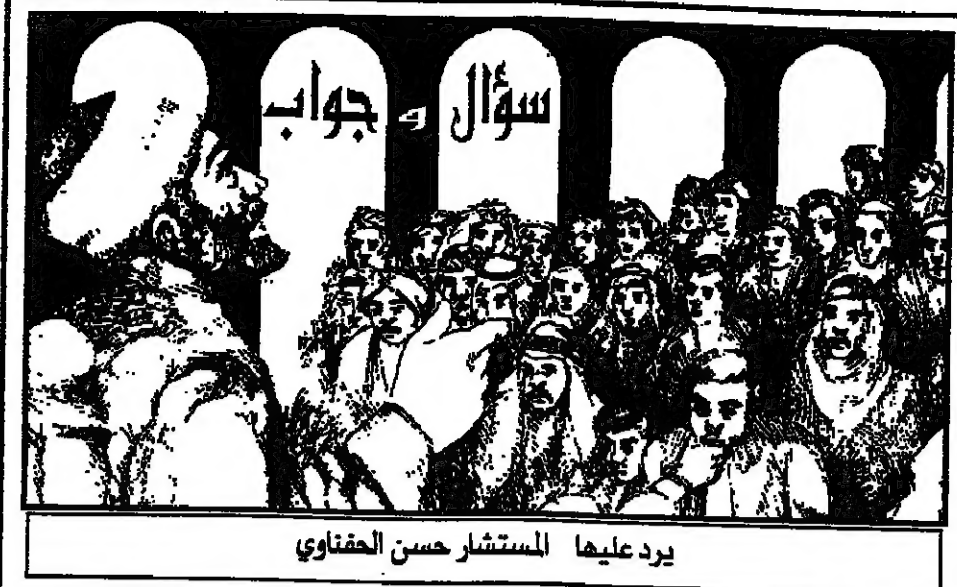 سؤال و جواب
يرد عليها المستشار حسن الحفناوي